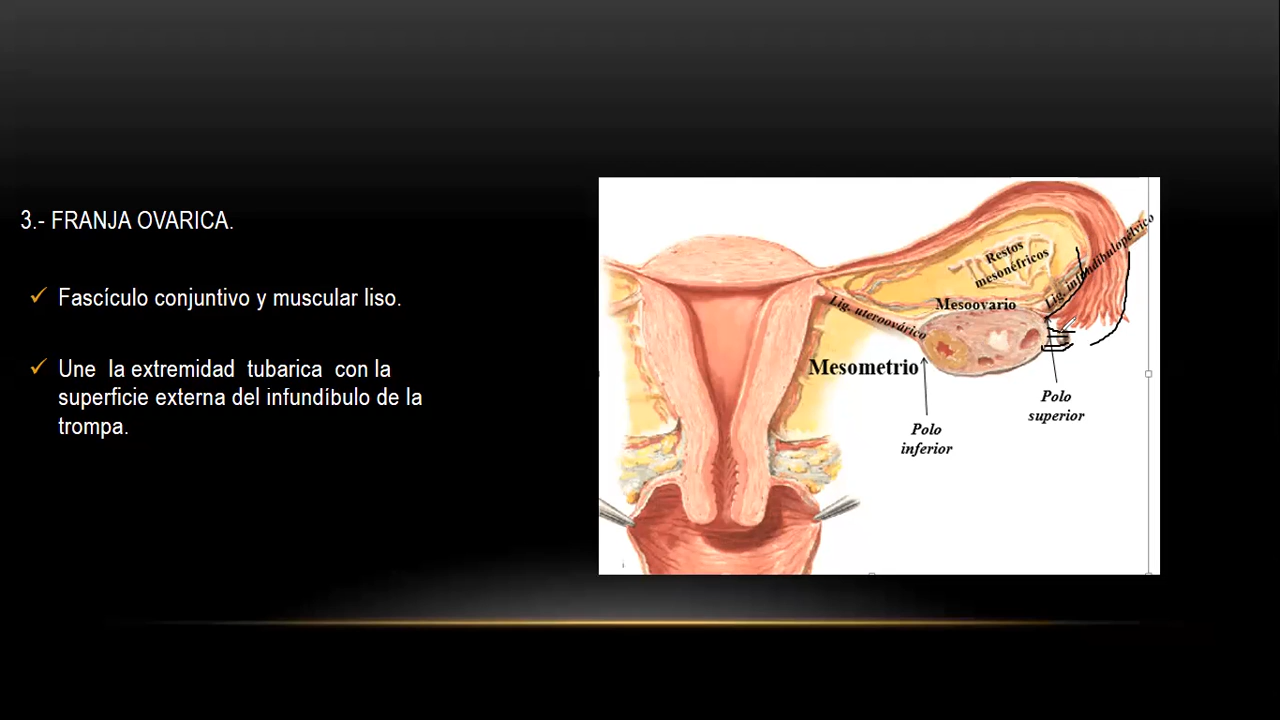 3.- FRANJA OVARICA.
Fascículo conjuntivo y muscular liso.
Une la extremidad tubarica con la
superficie externa del infundíbulo de la
trompa.
Restos
mesonéfricos
Lig. infundibulopélvico
Mesoovario
Lig. uteroovárico
Mesometrio
Polo
superior
Polo
inferior